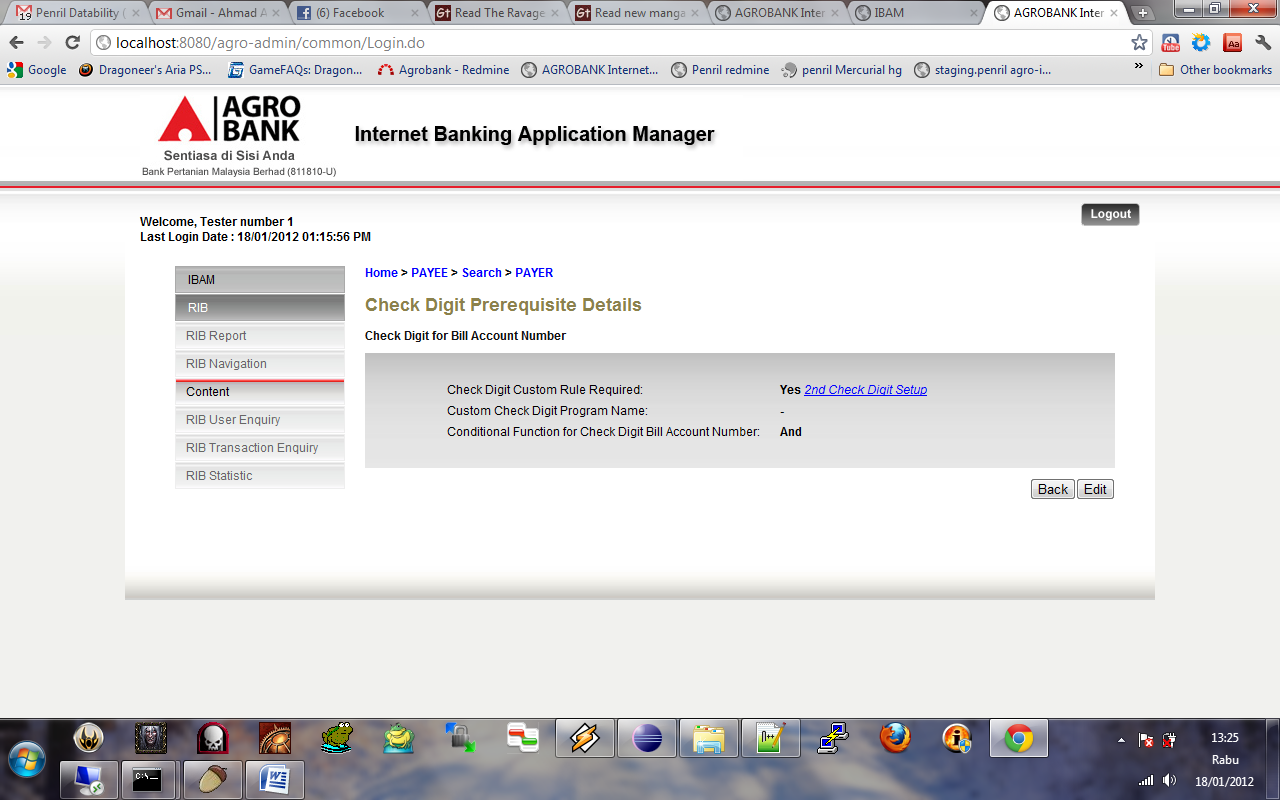 19 Penril Datability (
Gmail - Ahmad A
(6) Facebook
Read The Ravage
Read new manga
AGROBANK Inter
IBAM
AGROBANK Inter
localhost:8080/agro-admin/common/Login.do
Google
Dragoneer's Aria PS...
GameFAQs: Dragon...
Agrobank - Redmine
AGROBANK Internet...
Penril redmine
penril Mercurial hg
staging.penril agro-i...
»
Other bookmarks
AGRO
BANK
Sentiasa di Sisi Anda
Bank Pertanian Malaysia Berhad (811810-U)
Internet Banking Application Manager
Welcome, Tester number 1
Last Login Date : 18/01/2012 01:15:56 PM
Logout
IBAM
RIB
RIB Report
RIB Navigation
Content
RIB User Enquiry
RIB Transaction Enquiry
RIB Statistic
Home > PAYEE > Search > PAYER
Check Digit Prerequisite Details
Check Digit for Bill Account Number
Check Digit Custom Rule Required: Yes 2nd Check Digit Setup
Custom Check Digit Program Name: -
Conditional Function for Check Digit Bill Account Number: And
Back Edit
13:25
Rabu
18/01/2012